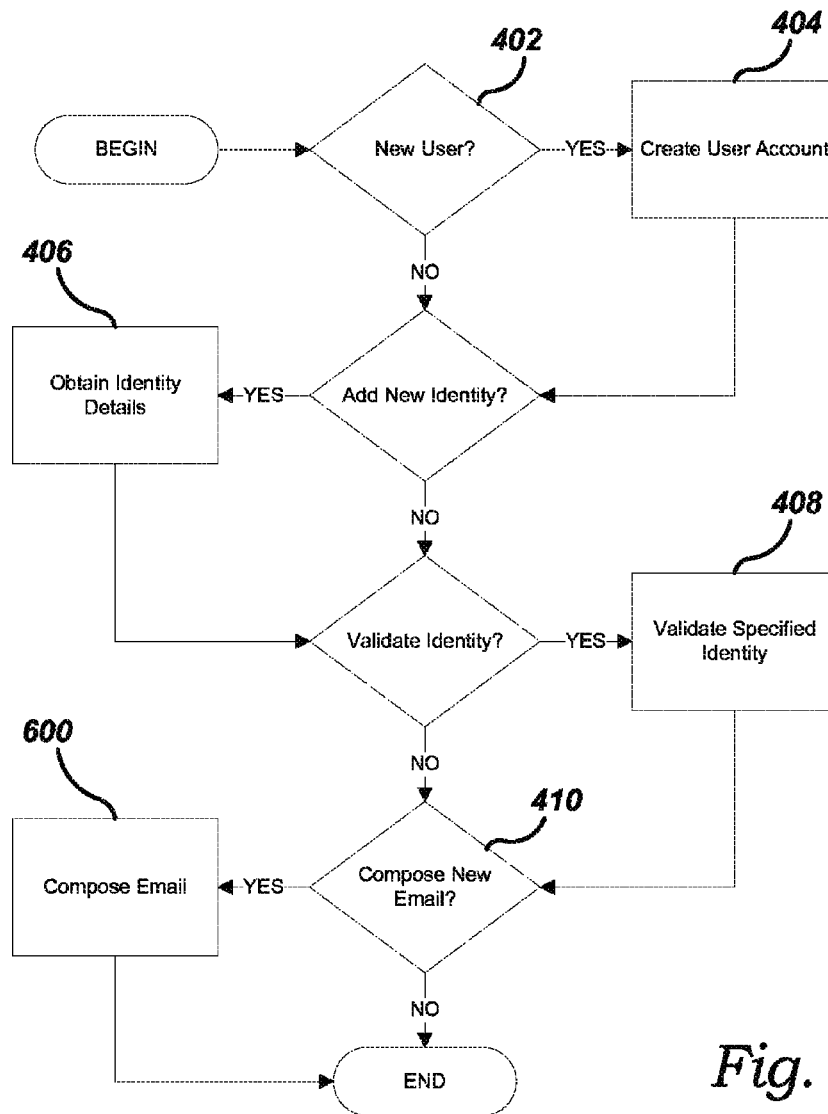 402
404
BEGIN
New User?
YES
Create User Account
NO
406
Obtain Identity
Details
YES
Add New Identity?
NO
408
Validate Identity?
YES
Validate Specified
Identity
NO
600
410
Compose Email
YES
Compose New
Email?
NO
END
Fig.